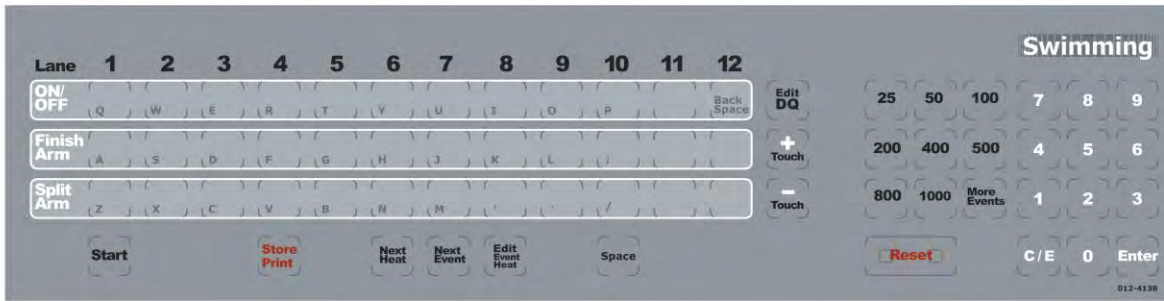 Swimming
Lane 1 2 3 4 5 6 7 8 9 10 11 12
ON/
OFF
Q W E R T Y U I O P
Back
Space
Edit
DQ
25 50 100 7 8 9
Finish
Arm
A S D F G H J K L
+
Touch
200 400 500 4 5 6
Split
Arm
Z X C V B N M
/
-
Touch
800 1000
More
Events
1 2 3
Start
Store
Print
Next
Heat
Next
Event
Edit
Event
Heat
Space
Reset
C/E 0 Enter
012-4138